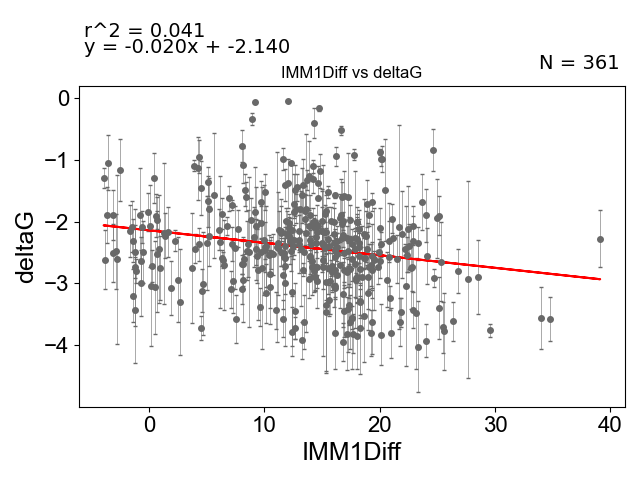 r^2 = 0.041
y = -0.020x + -2.140
N = 361
IMM1Diff vs deltaG
deltaG
0
−1
−2
−3
−4
0
10
20
30
40
IMM1Diff